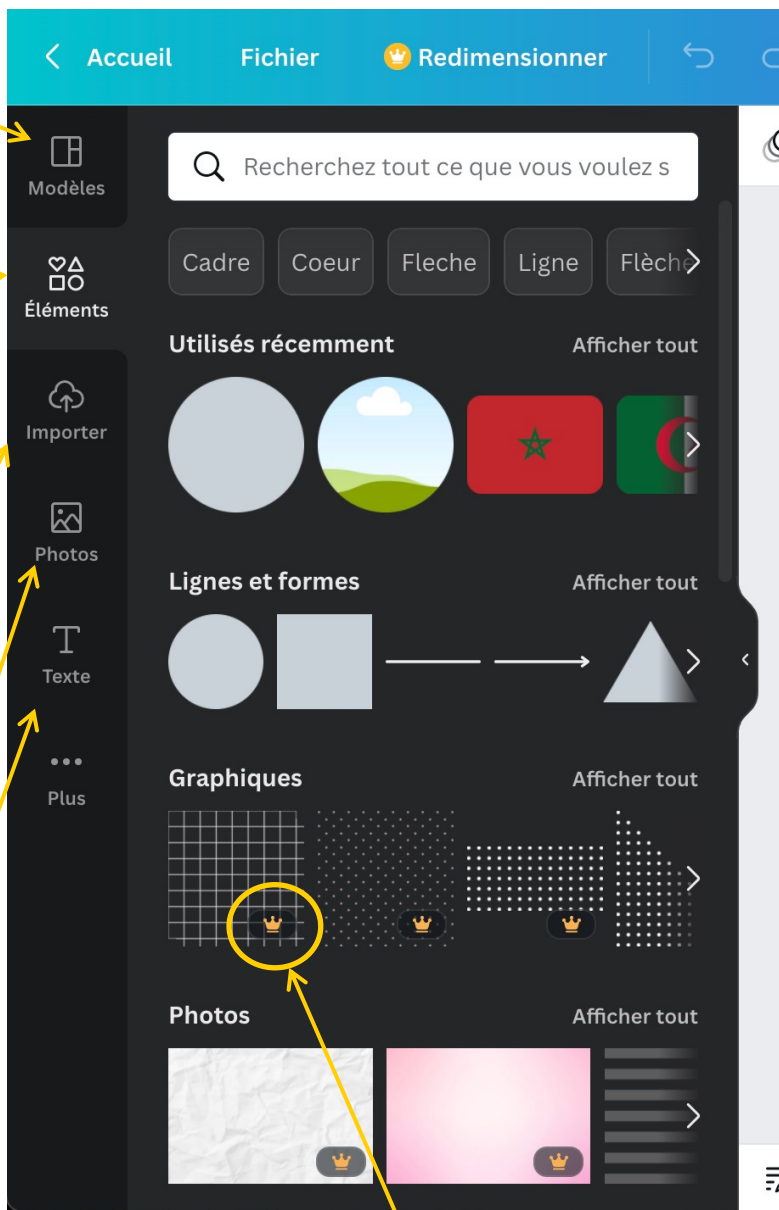 Accueil Fichier Redimensionner
Modèles
Recherchez tout ce que vous voulez s
Cadre Coeur Fleche Ligne Flèche
Éléments
Utilisés récemment Afficher tout
Importer
Photos
Lignes et formes Afficher tout
Texte
Plus
Graphiques Afficher tout
Photos Afficher tout